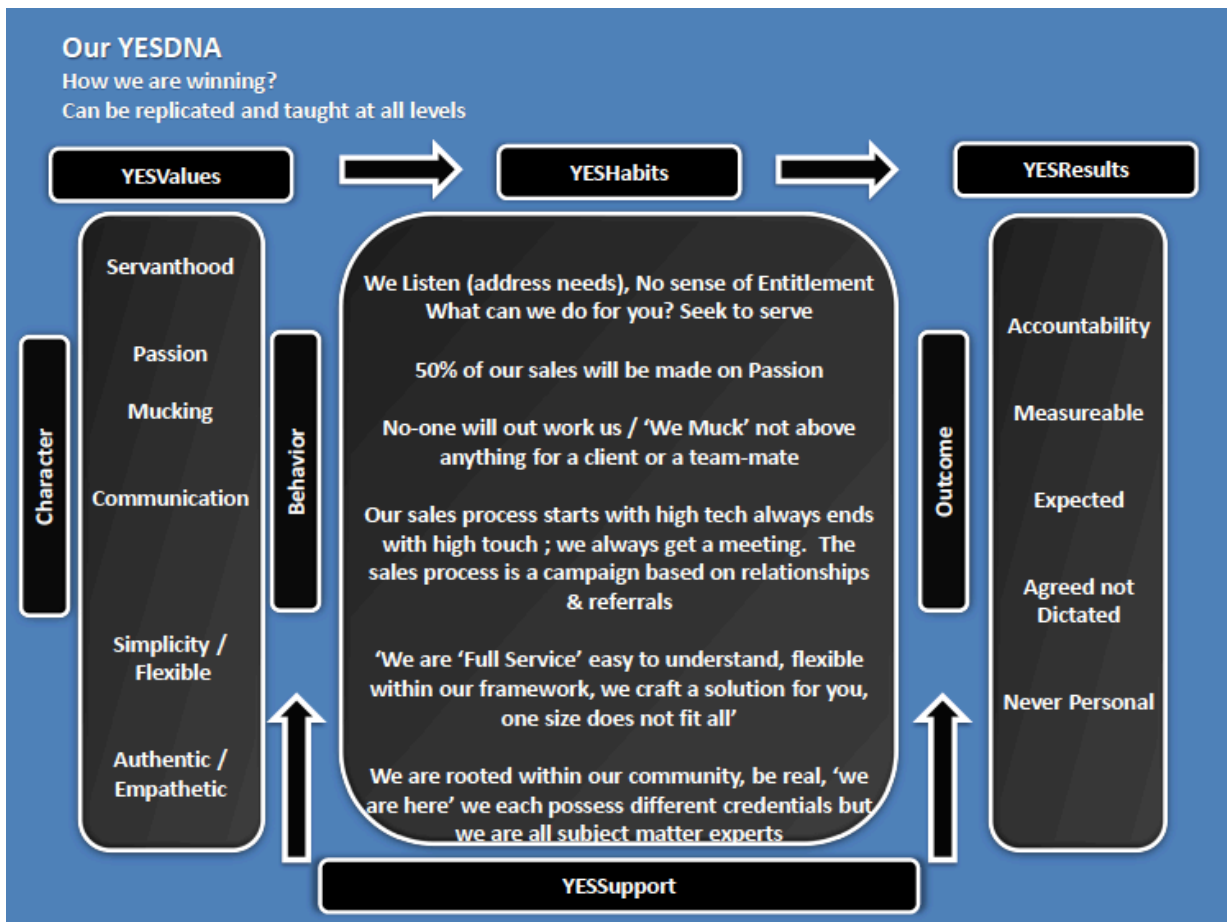 Our YESDNA
How we are winning?
Can be replicated and taught at all levels
YESValues
YESHabits
YESResults
Character
Servanthood
Passion
Mucking
Communication
Simplicity /
Flexible
Authentic /
Empathetic
Behavior
We Listen (address needs), No sense of Entitlement
What can we do for you? Seek to serve
50% of our sales will be made on Passion
No-one will out work us / ‘We Muck’ not above
anything for a client or a team-mate
Our sales process starts with high tech always ends
with high touch ; we always get a meeting. The
sales process is a campaign based on relationships
& referrals
‘We are ‘Full Service’ easy to understand, flexible
within our framework, we craft a solution for you,
one size does not fit all’
We are rooted within our community, be real, ‘we
are here’ we each possess different credentials but
we are all subject matter experts
Outcome
Accountability
Measureable
Expected
Agreed not
Dictated
Never Personal
YESSupport